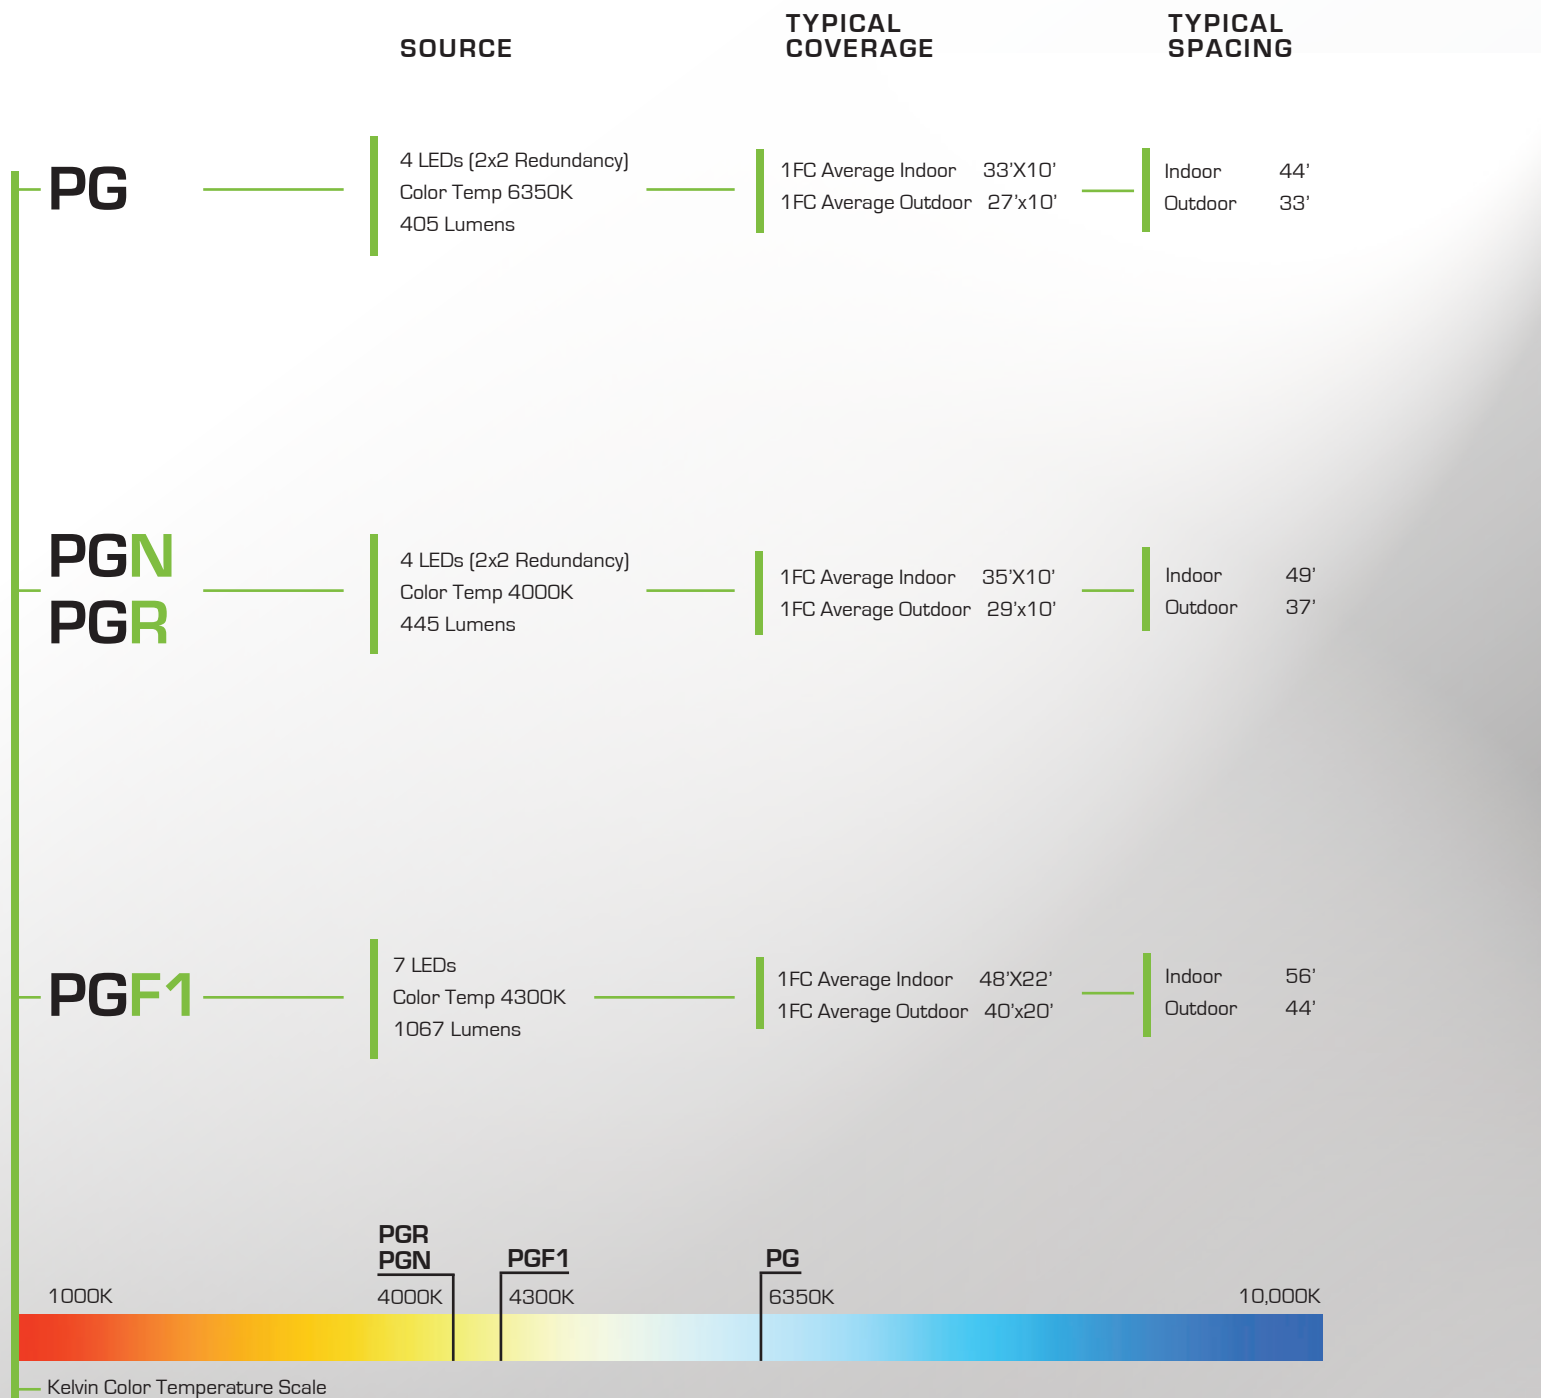 SOURCE
TYPICAL
COVERAGE
TYPICAL
SPACING
PG
4 LEDs (2x2 Redundancy)
Color Temp 6350K
405 Lumens
1FC Average Indoor 33'X10'
1FC Average Outdoor 27'x10'
Indoor 44'
Outdoor 33'
PGN
PGR
4 LEDs (2x2 Redundancy)
Color Temp 4000K
445 Lumens
1FC Average Indoor 35'X10'
1FC Average Outdoor 29'x10'
Indoor 49'
Outdoor 37'
PGF1
7 LEDs
Color Temp 4300K
1067 Lumens
1FC Average Indoor 48'X22'
1FC Average Outdoor 40'x20'
Indoor 56'
Outdoor 44'
PGR
PGN
PGF1
PG
1000K
4000K
4300K
6350K
10,000K
Kelvin Color Temperature Scale